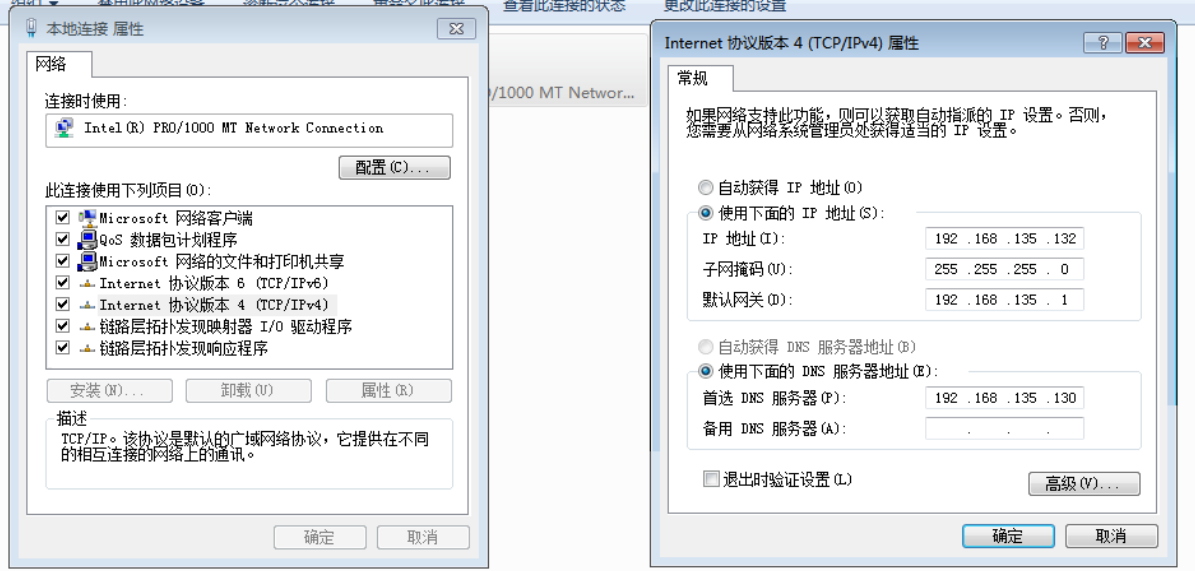 查看此连接的状态
更改此连接的设置
本地连接 属性
网络
连接时使用:
Intel(R) PRO/1000 MT Network Connection
配置(C)...
此连接使用下列项目(O):
Microsoft 网络客户端
QoS 数据包计划程序
Microsoft 网络的文件和打印机共享
Internet 协议版本 6 (TCP/IPv6)
Internet 协议版本 4 (TCP/IPv4)
链路层拓扑发现映射器 I/O 驱动程序
链路层拓扑发现响应程序
安装(N)...
卸载(U)
属性(R)
描述
TCP/IP。该协议是默认的广域网络协议，它提供在不同
的相互连接的网络上的通讯。
确定
取消
/1000 MT Networ...
Internet 协议版本 4 (TCP/IPv4) 属性
常规
如果网络支持此功能，则可以获取自动指派的 IP 设置。否则，
您需要从网络系统管理员处获得适当的 IP 设置。
自动获得 IP 地址(O)
使用下面的 IP 地址(S):
IP 地址(I): 192 .168 .135 .132
子网掩码(U): 255 .255 .255 . 0
默认网关(D): 192 .168 .135 . 1
自动获得 DNS 服务器地址(B)
使用下面的 DNS 服务器地址(E):
首选 DNS 服务器(P): 192 .168 .135 .130
备用 DNS 服务器(A): . . .
退出时验证设置(L)
高级(V)...
确定
取消